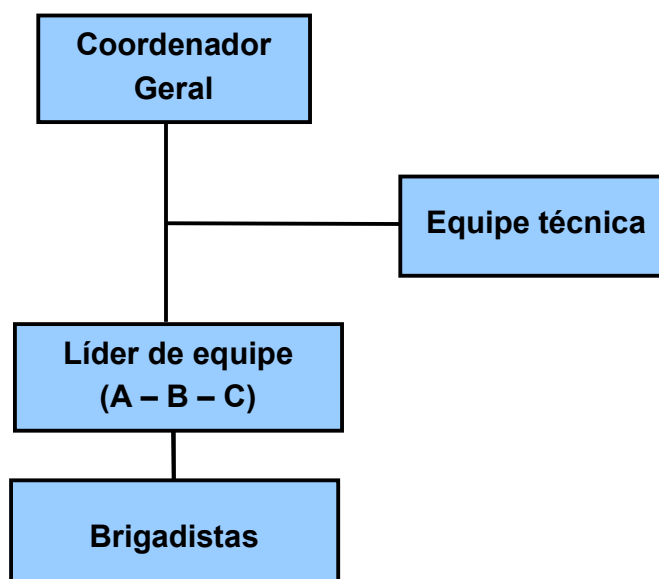 Coordenador
Geral
Equipe técnica
Líder de equipe
(A – B – C)
Brigadistas